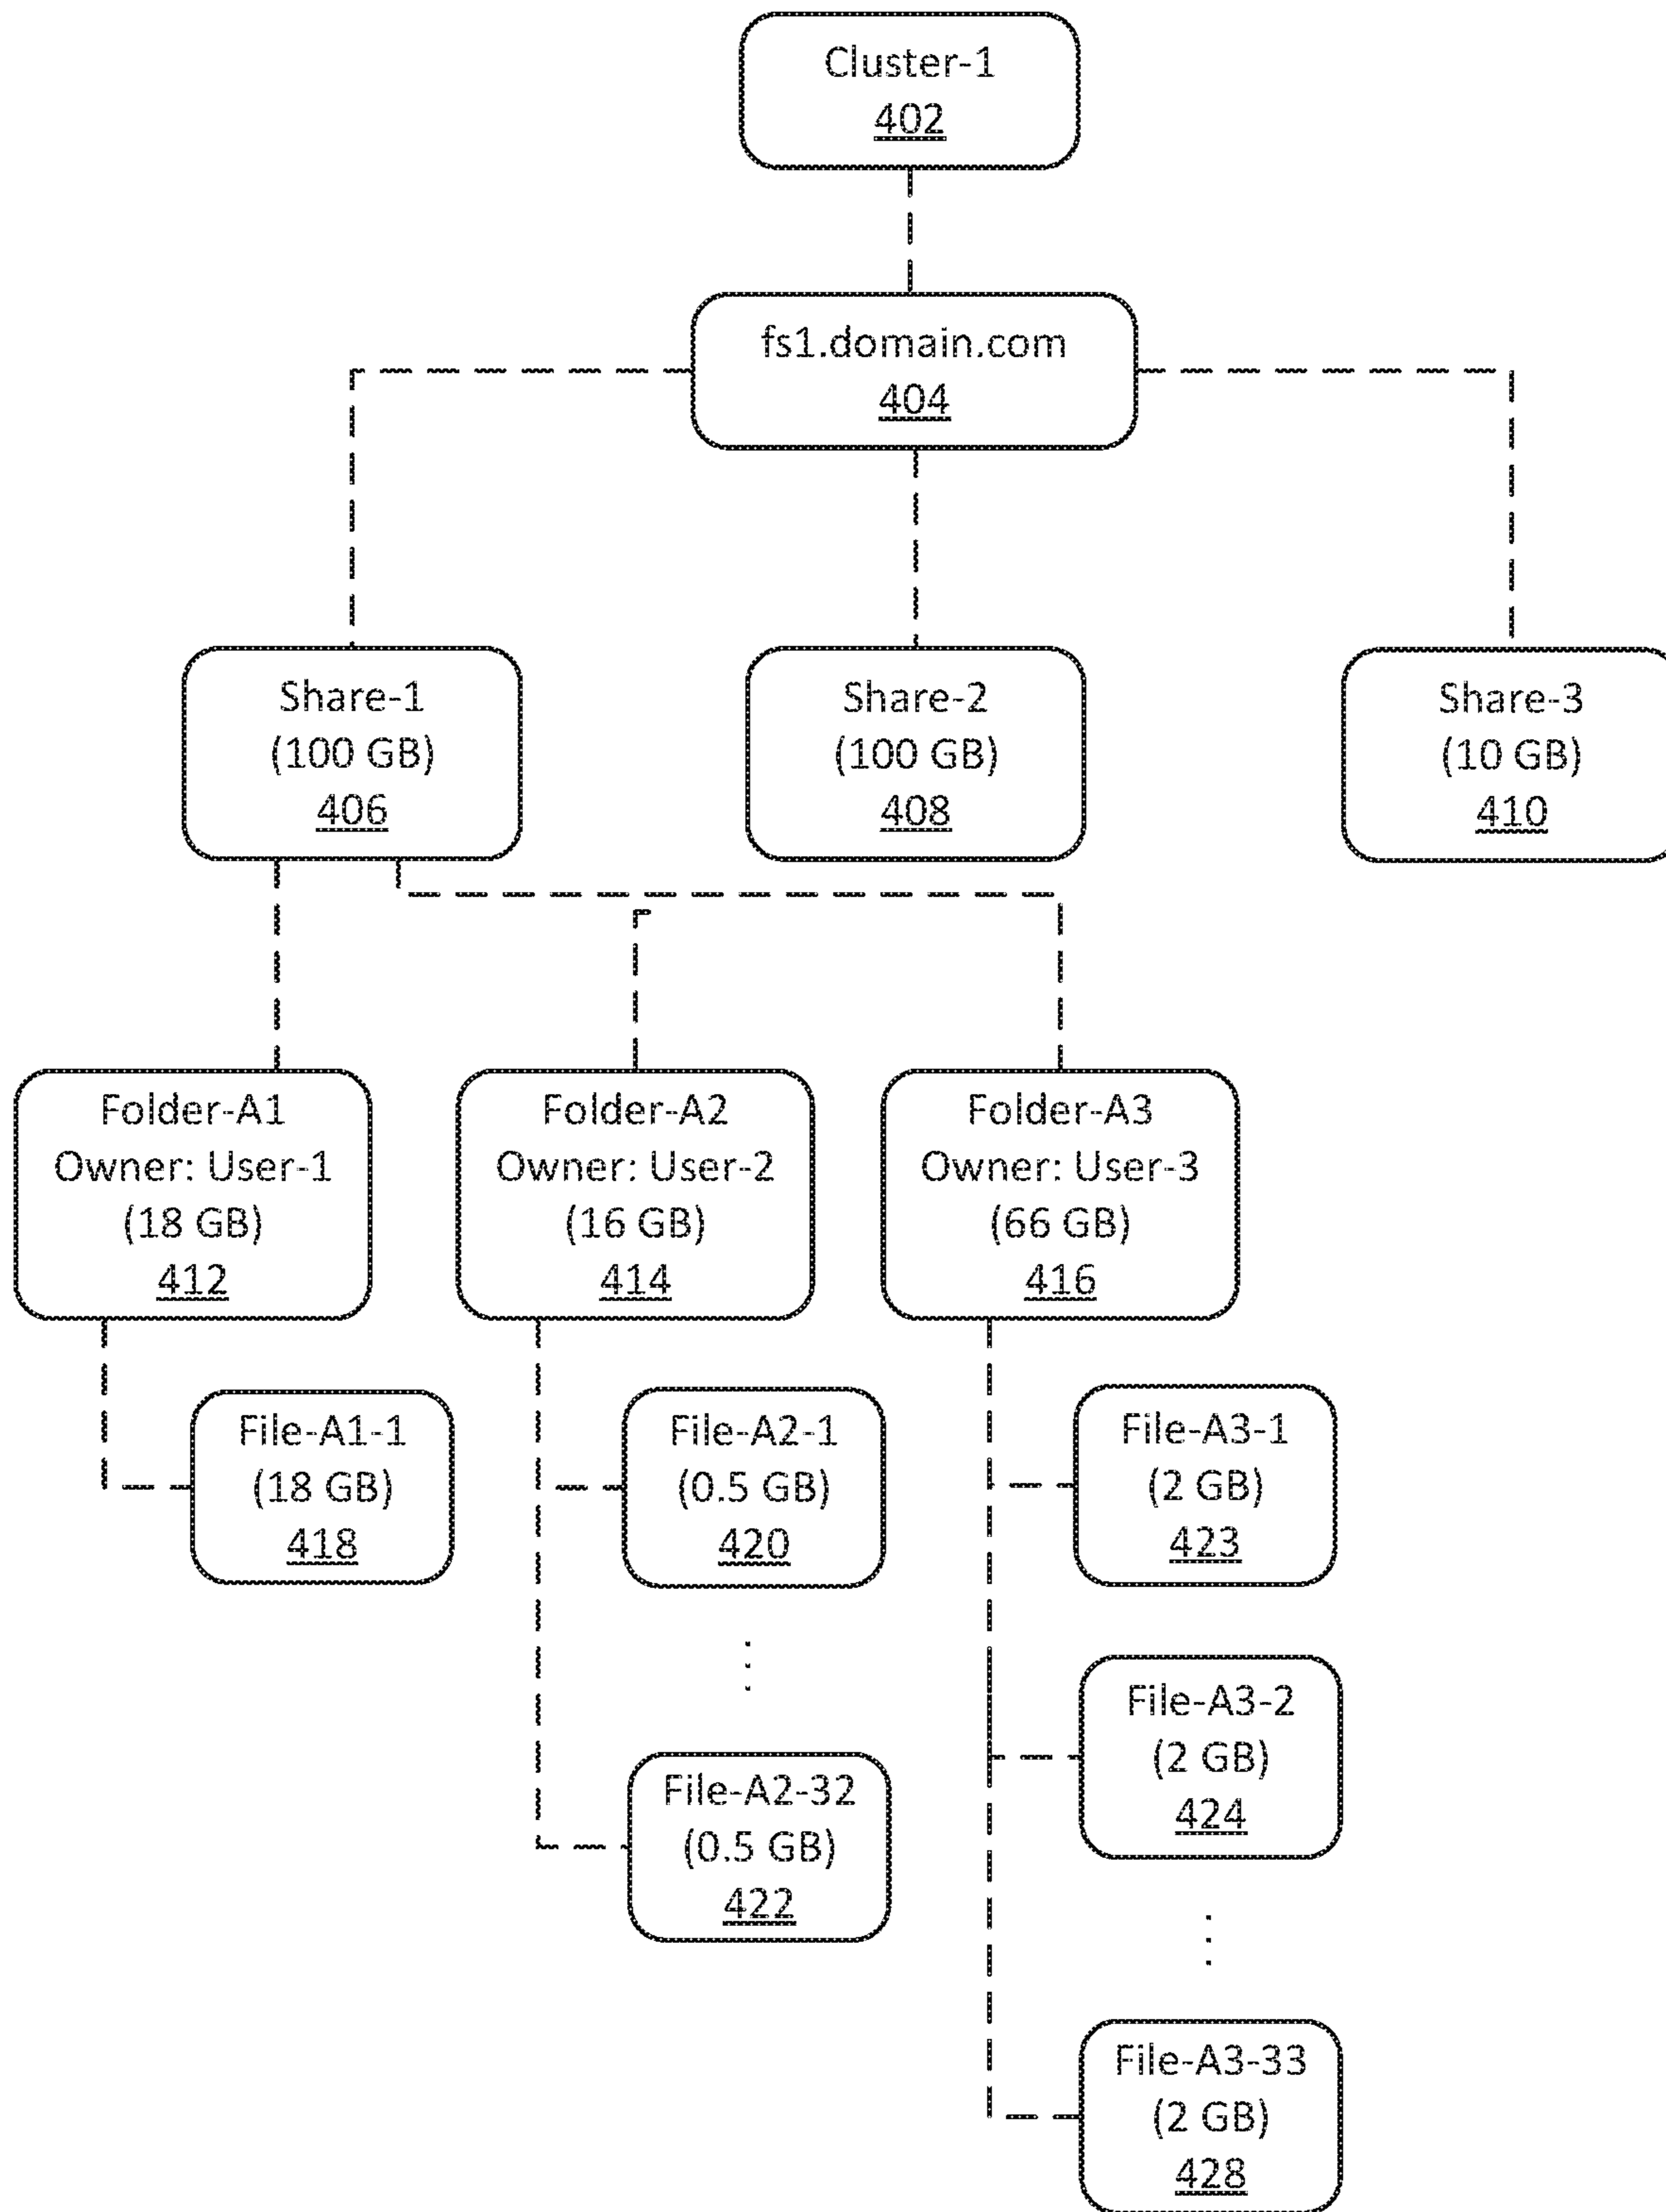 Cluster-1
402
fs1.domain.com
404
Share-1
(100 GB)
406
Share-2
(100 GB)
408
Share-3
(10 GB)
410
Folder-A1
Owner: User-1
(18 GB)
412
Folder-A2
Owner: User-2
(16 GB)
414
Folder-A3
Owner: User-3
(66 GB)
416
File-A1-1
(18 GB)
418
File-A2-1
(0.5 GB)
420
File-A3-1
(2 GB)
423
File-A3-2
(2 GB)
424
File-A2-32
(0.5 GB)
422
File-A3-33
(2 GB)
428